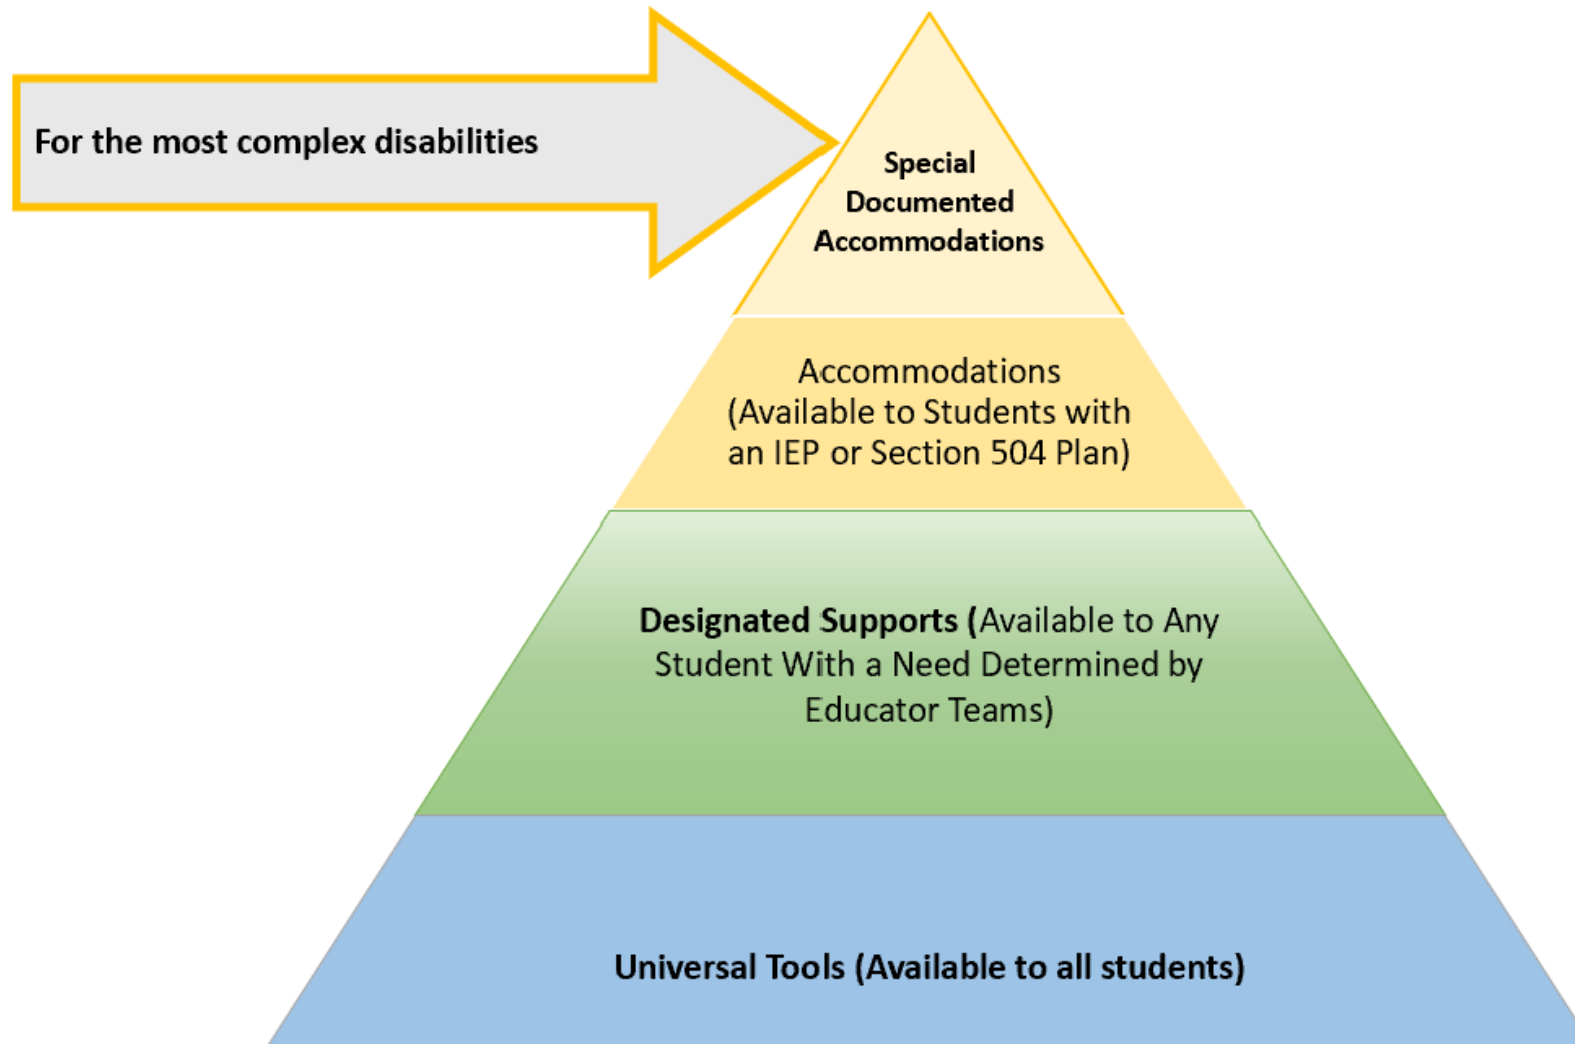 For the most complex disabilities
Special
Documented
Accommodations
Accommodations
(Available to Students with
an IEP or Section 504 Plan)
Designated Supports (Available to Any
Student With a Need Determined by
Educator Teams)
Universal Tools (Available to all students)